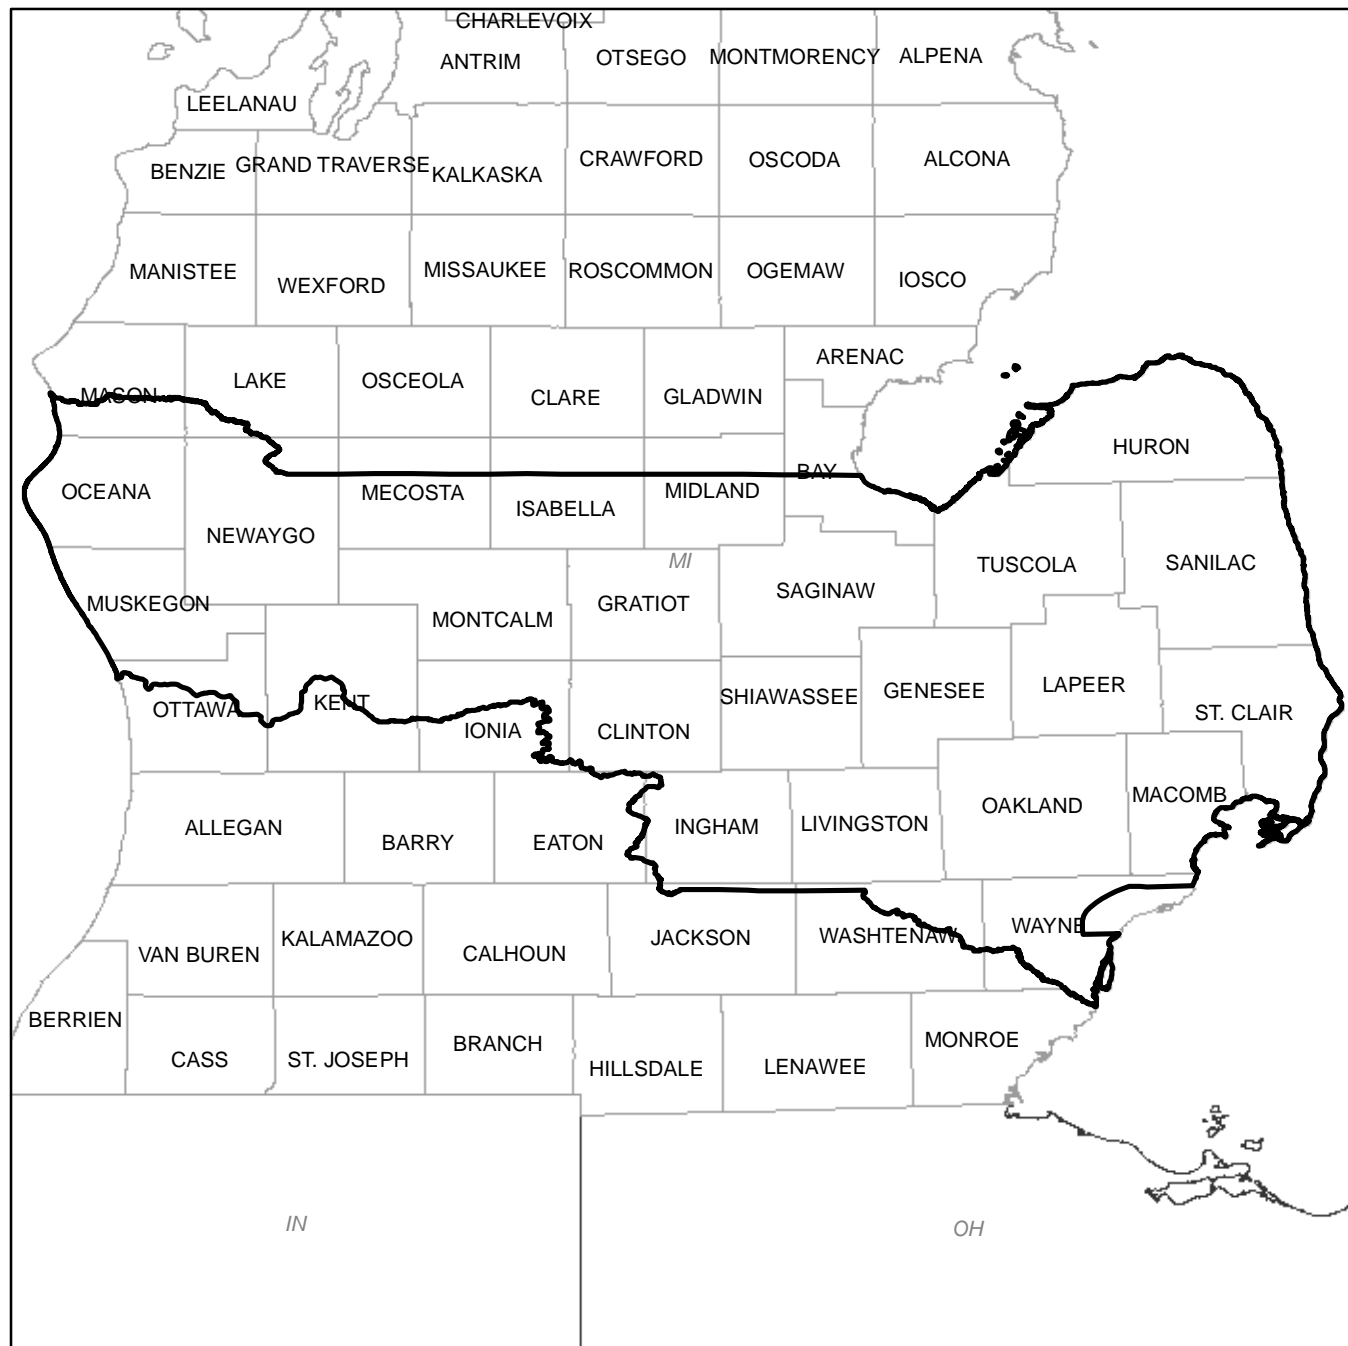 CHARLEVOIX
ANTRIM
OTSEGO
MONTMORENCY
ALPENA
LEELANAU
BENZIE
GRAND TRAVERSE
KALKASKA
CRAWFORD
OSCODA
ALCONA
MANISTEE
WEXFORD
MISSAUKEE
ROSCOMMON
OGEMAW
IOSCO
MASON
LAKE
OSCEOLA
CLARE
GLADWIN
ARENAC
HURON
OCEANA
NEWAYGO
MECOSTA
ISABELLA
MIDLAND
BAY
MI
TUSCOLA
SANILAC
MUSKEGON
MONTCALM
GRATIOT
SAGINAW
OTTAWA
KENT
IONIA
CLINTON
SHIAWASSEE
GENESEE
LAPEER
ST. CLAIR
ALLEGAN
BARRY
EATON
INGHAM
LIVINGSTON
OAKLAND
MACOMB
VAN BUREN
KALAMAZOO
CALHOUN
JACKSON
WASHTENAW
WAYNE
BERRIEN
CASS
ST. JOSEPH
BRANCH
HILLSDALE
LENAWEE
MONROE
IN
OH